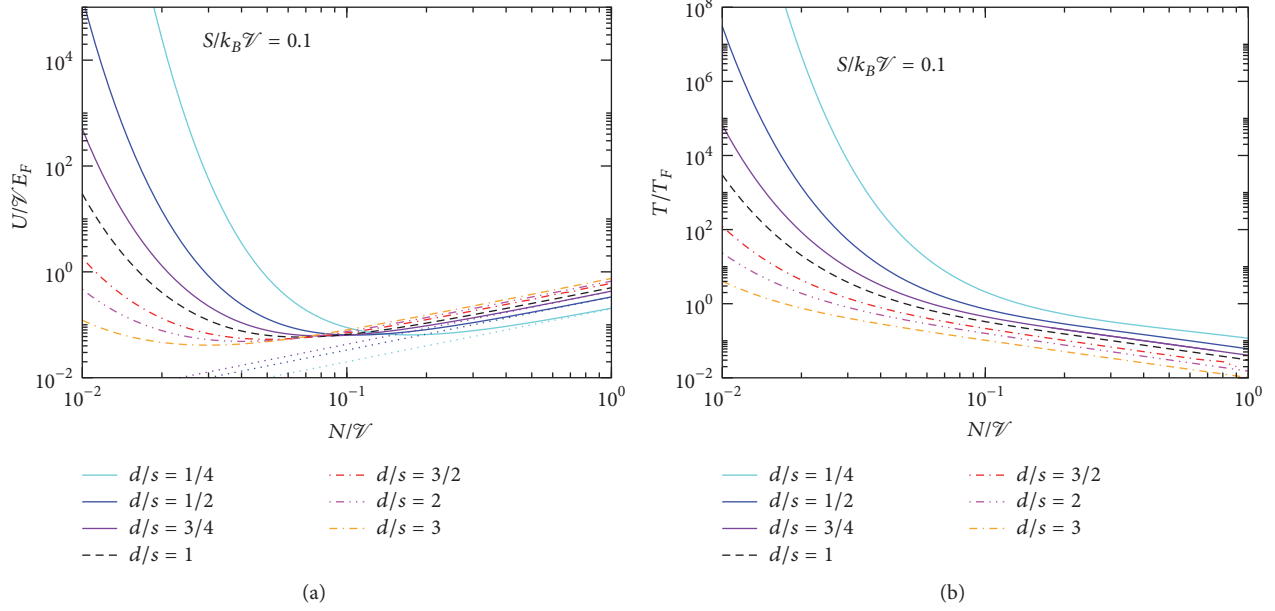 S/k_B𝒱 = 0.1
10^4
10^2
10^0
10^−2
U/𝒱E_F
10^−2
10^−1
10^0
N/𝒱
d/s = 1/4
d/s = 1/2
d/s = 3/4
d/s = 1
d/s = 3/2
d/s = 2
d/s = 3
(a)
S/k_B𝒱 = 0.1
10^8
10^6
10^4
10^2
10^0
10^−2
T/T_F
10^−2
10^−1
10^0
N/𝒱
d/s = 1/4
d/s = 1/2
d/s = 3/4
d/s = 1
d/s = 3/2
d/s = 2
d/s = 3
(b)